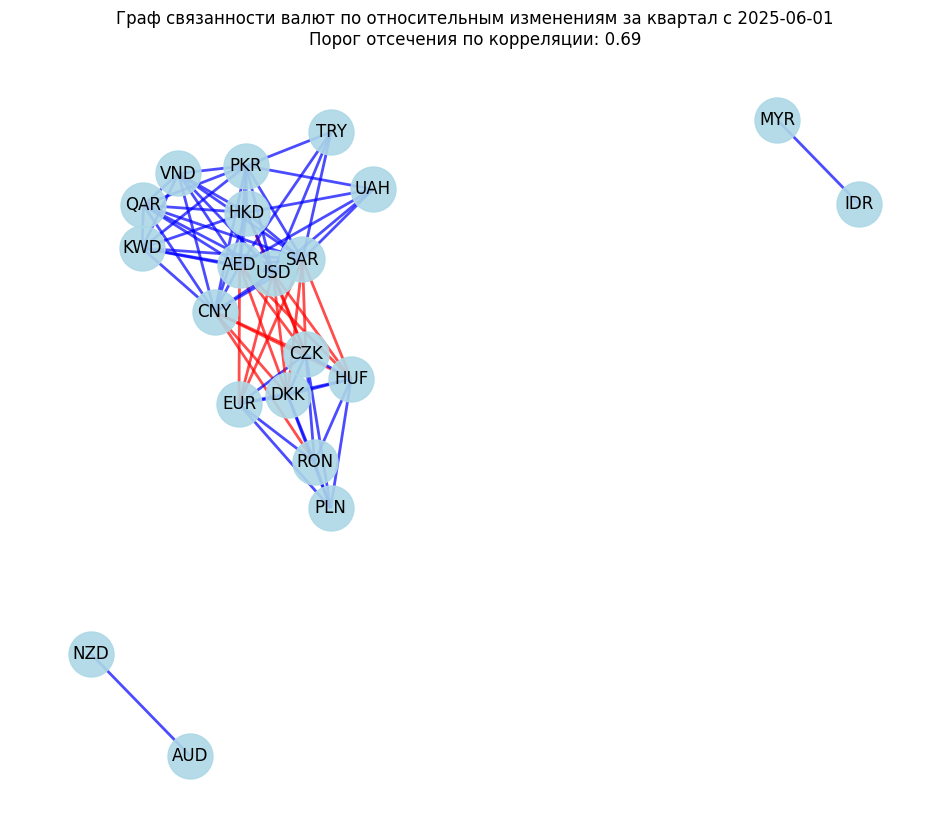 Граф связанности валют по относительным изменениям за квартал с 2025-06-01
Порог отсечения по корреляции: 0.69
MYR
TRY
PKR
VND
UAH
QAR
IDR
HKD
KWD
SAR
AED
USD
CNY
CZK
HUF
DKK
EUR
RON
PLN
NZD
AUD